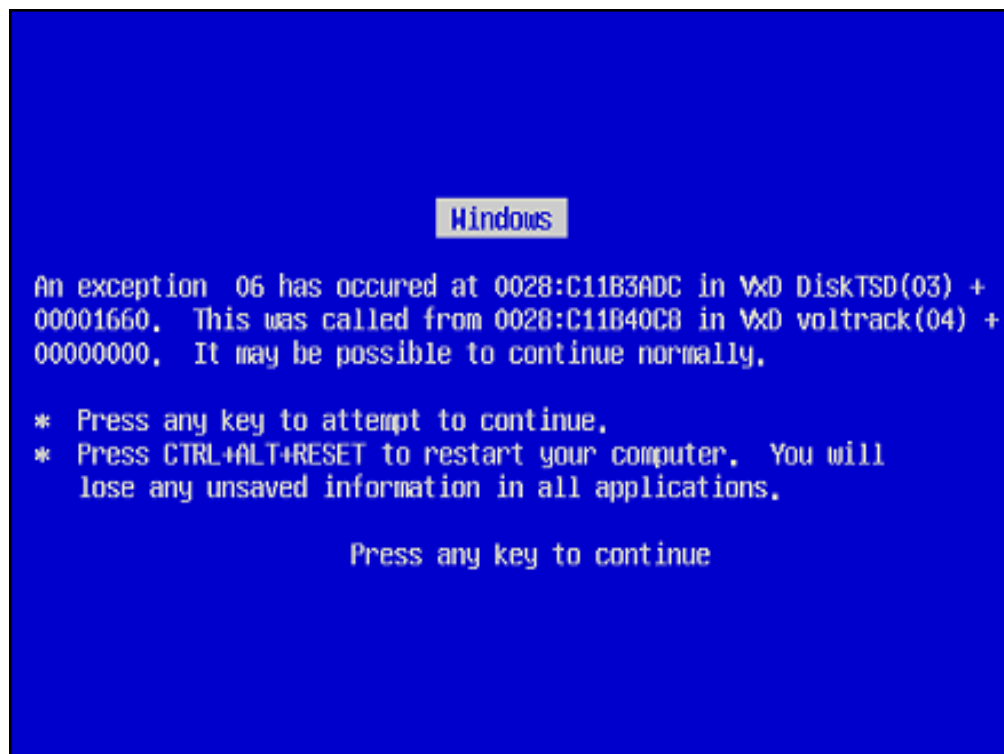 Windows
An exception  06 has occured at 0028:C11B3ADC in VxD DiskTSD(03) +
00001660.  This was called from 0028:C11B40C8 in VxD voltrack(04) +
00000000.  It may be possible to continue normally.
*  Press any key to attempt to continue.
*  Press CTRL+ALT+RESET to restart your computer.  You will
lose any unsaved information in all applications.
Press any key to continue